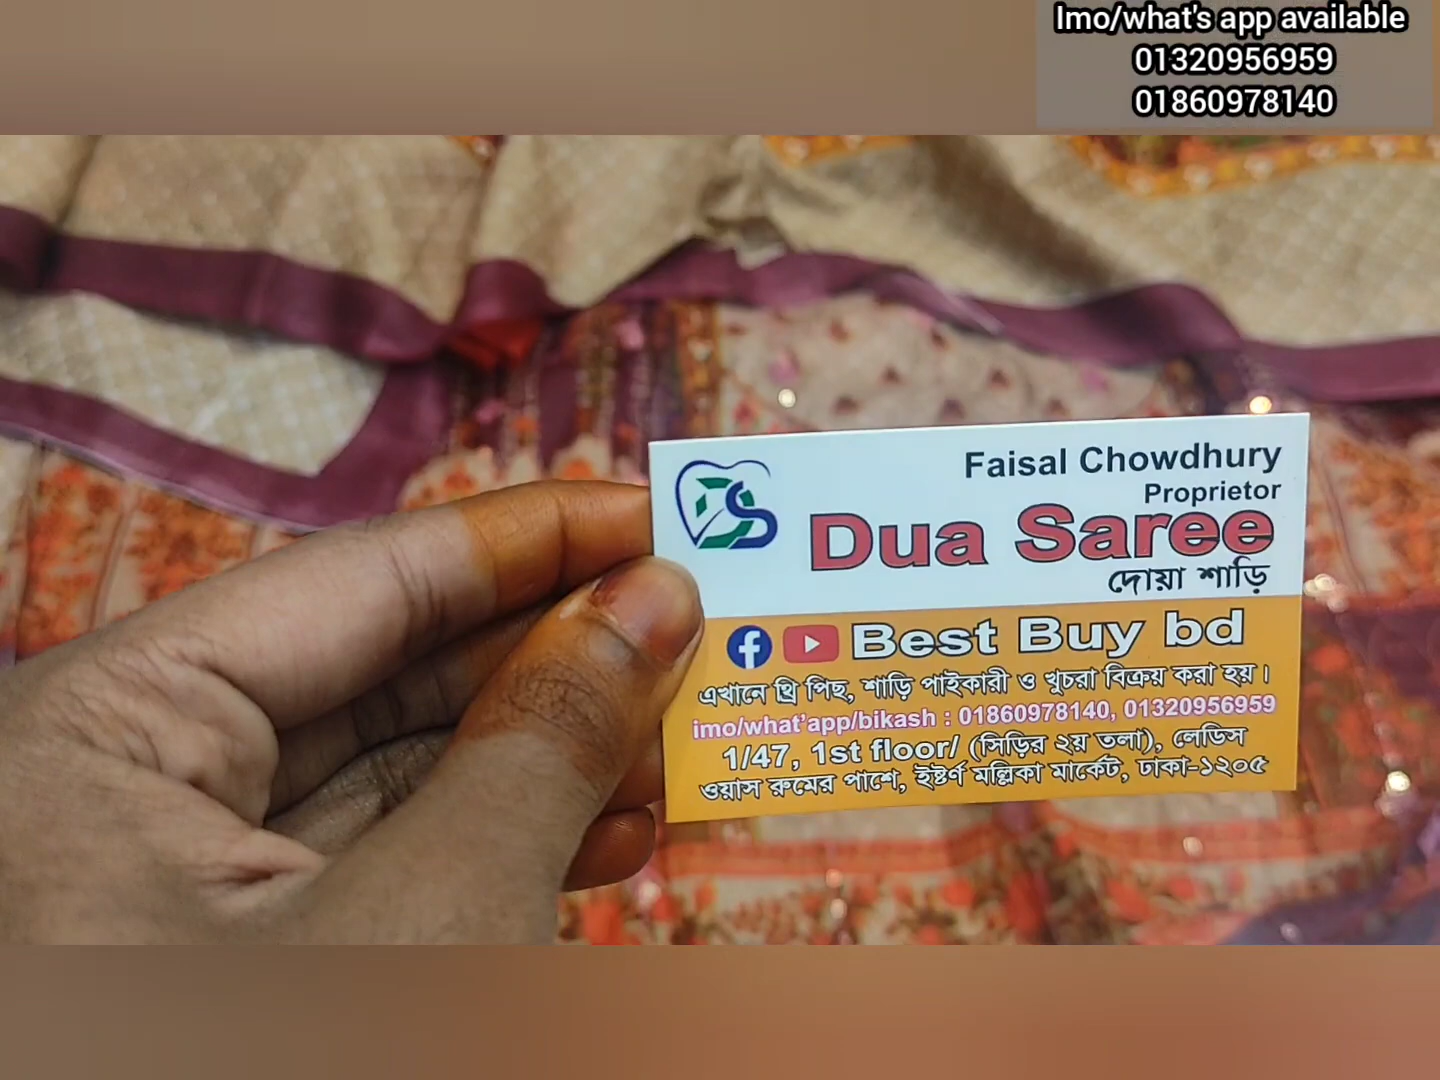 Imo/what's app available
01320956959
01860978140
Faisal Chowdhury
Proprietor
DS
Dua Saree
দোয়া শাড়ি
Best Buy bd
এখানে থ্রি পিছ, শাড়ি পাইকারী ও খুচরা বিক্রয় করা হয়।
imo/what'app/bikash : 01860978140, 01320956959
1/47, 1st floor/ (সিড়ির ২য় তলা), লেডিস
ওয়াস রুমের পাশে, ইষ্টর্ণ মল্লিকা মার্কেট, ঢাকা-১২০৫